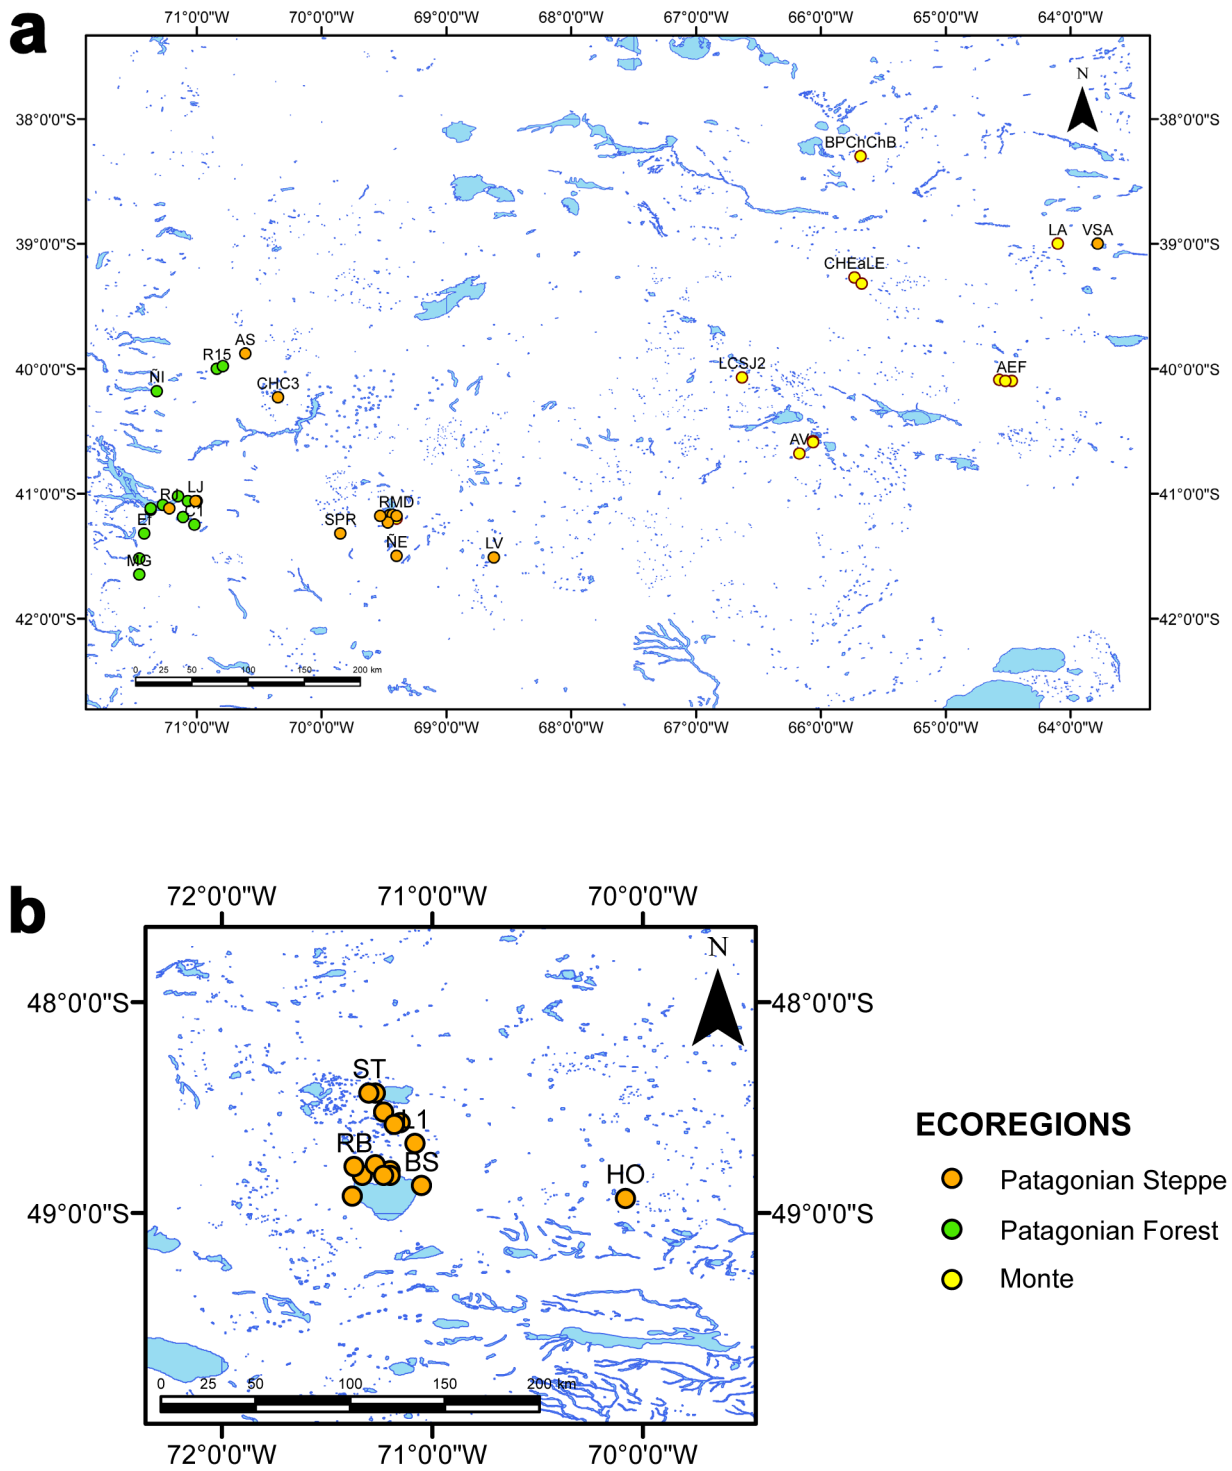 a
71°0'0"W 70°0'0"W 69°0'0"W 68°0'0"W 67°0'0"W 66°0'0"W 65°0'0"W 64°0'0"W
N
38°0'0"S 38°0'0"S
BPChChB
39°0'0"S 39°0'0"S
LA VSA
CHEaLE
AS
R15
40°0'0"S 40°0'0"S
ÑI
CHC3
LCSJ2
AEF
AV
41°0'0"S 41°0'0"S
LJ
RMD
SPR
ÑE
LV
MG
42°0'0"S 42°0'0"S
0 25 50 100 150 200 km
71°0'0"W 70°0'0"W 69°0'0"W 68°0'0"W 67°0'0"W 66°0'0"W 65°0'0"W 64°0'0"W
b
72°0'0"W 71°0'0"W 70°0'0"W
N
48°0'0"S 48°0'0"S
ST
L1
RB
BS
HO
49°0'0"S 49°0'0"S
0 25 50 100 150 200 km
72°0'0"W 71°0'0"W 70°0'0"W
ECOREGIONS
Patagonian Steppe
Patagonian Forest
Monte